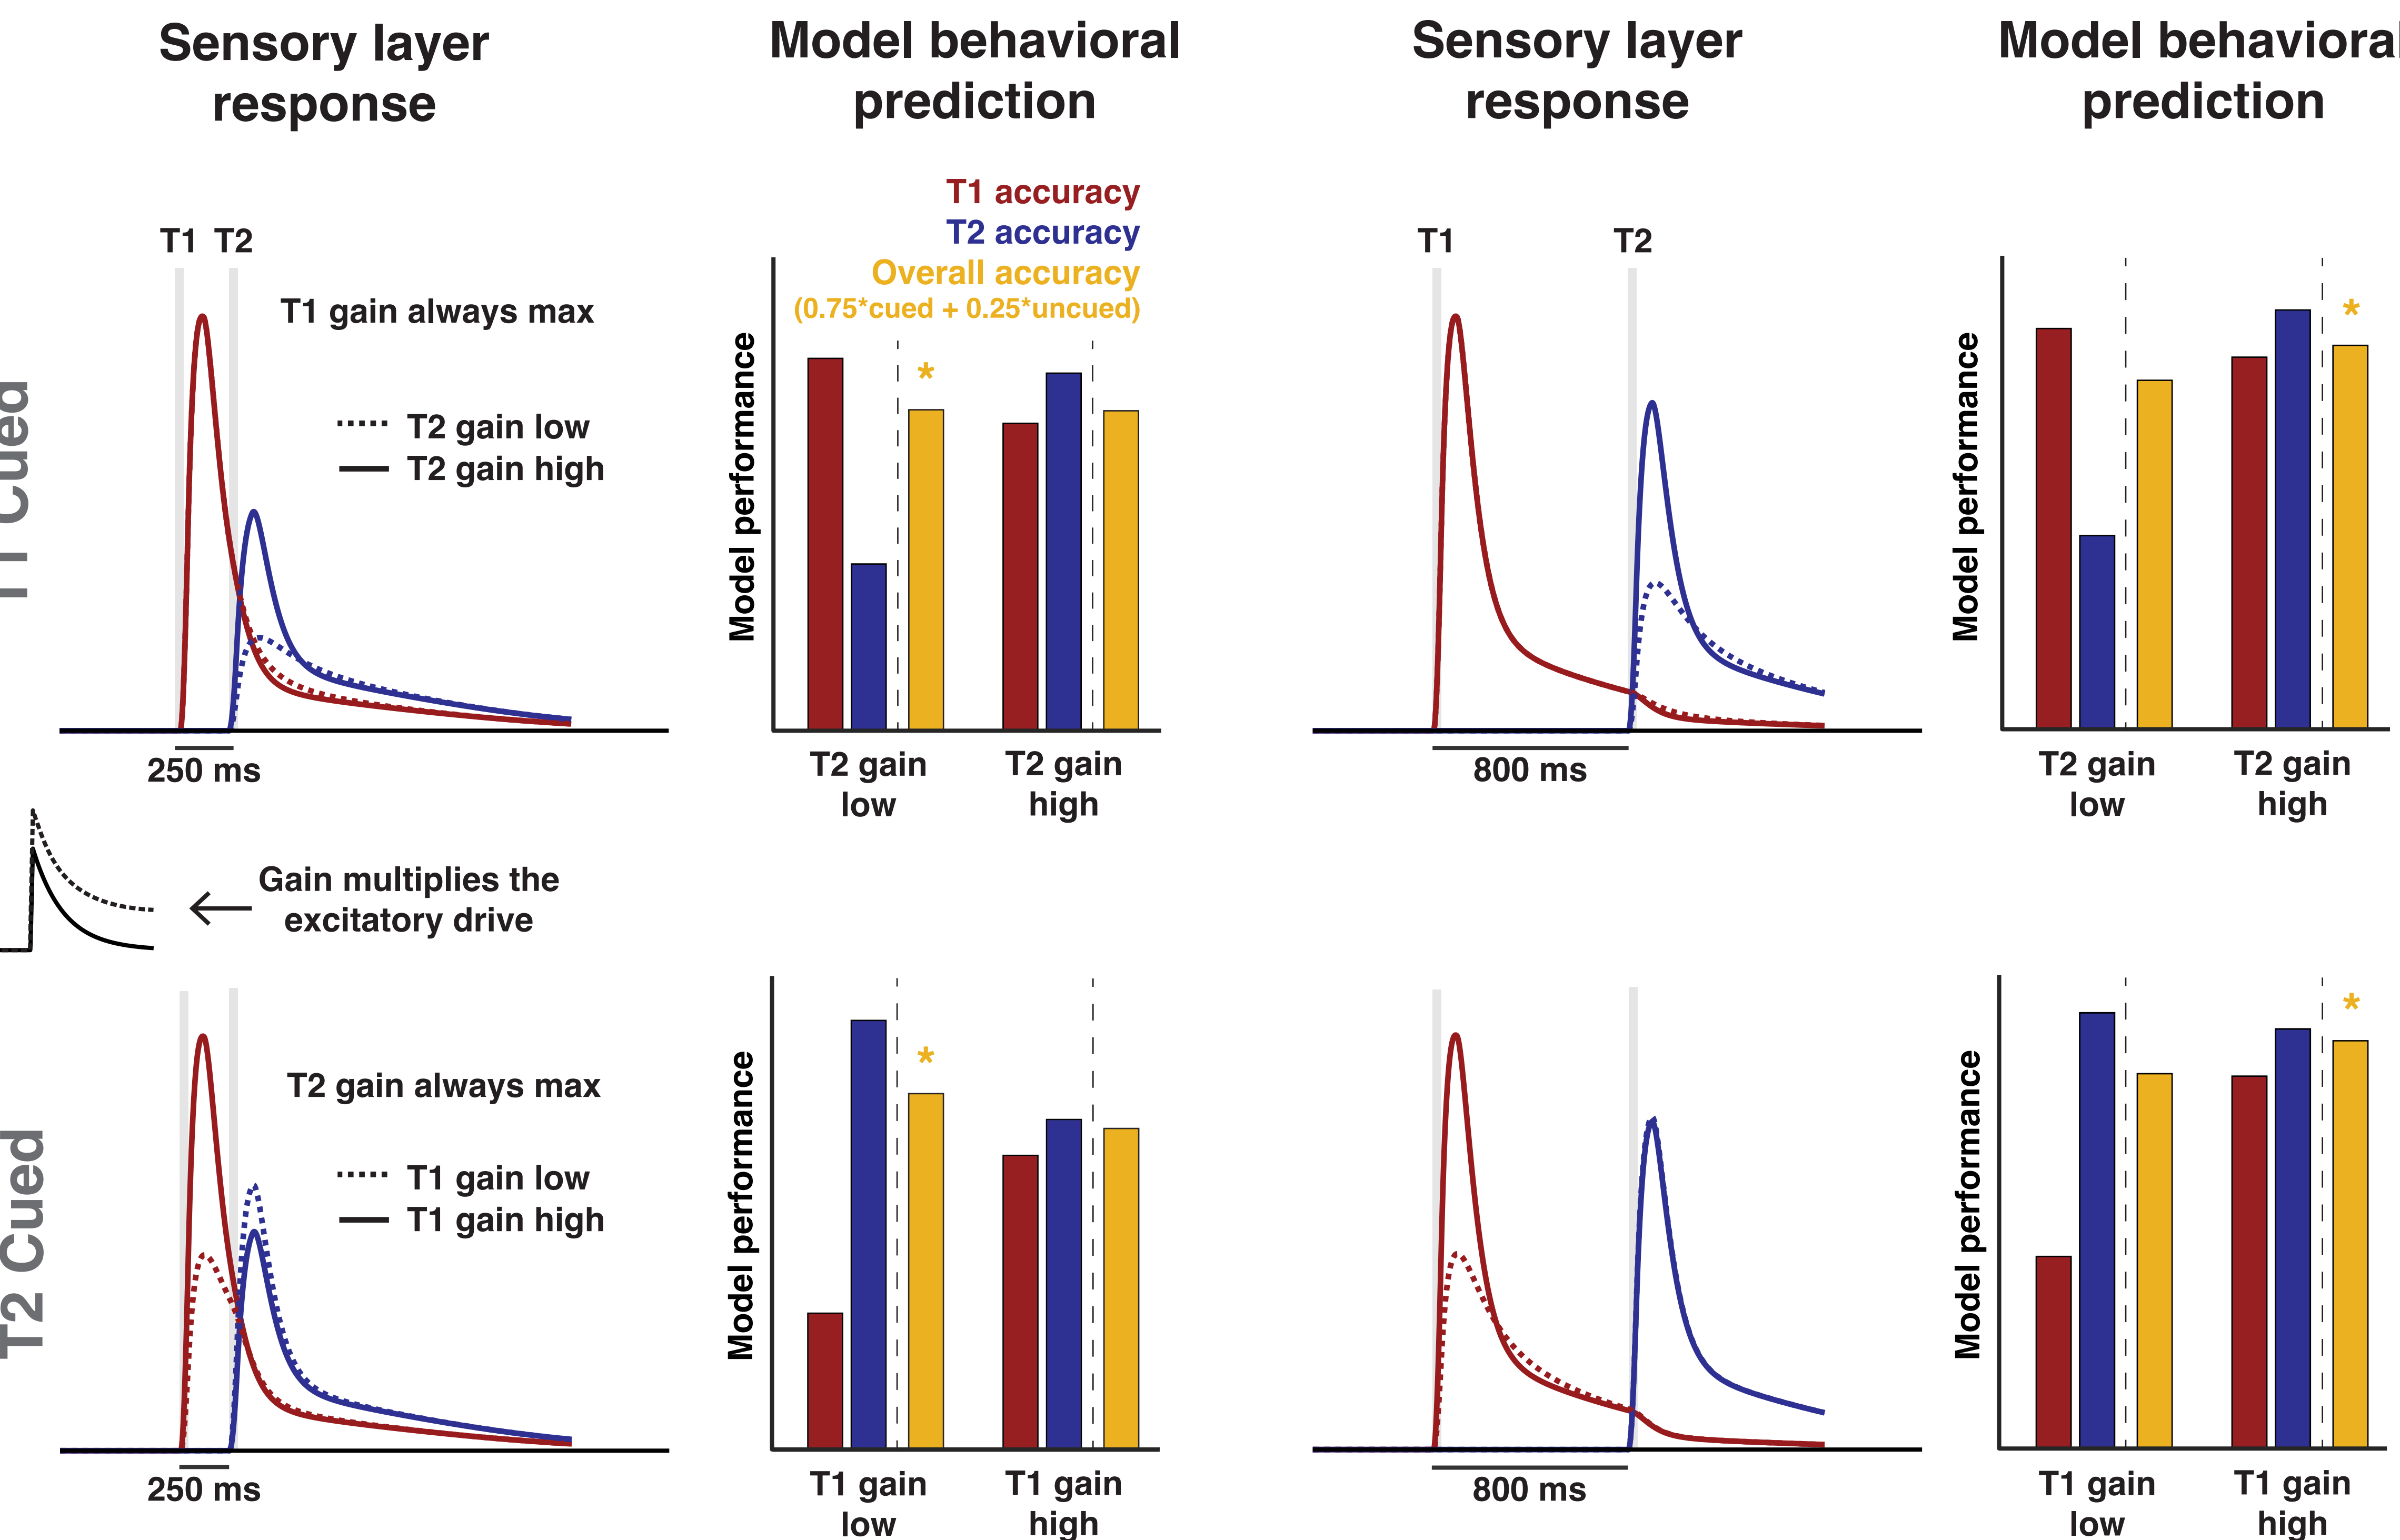 Sensory layer
response
Model behavioral
prediction
Sensory layer
response
Model behavioral
prediction
T1 Cued
T1 T2
T1 gain always max
T2 gain low
T2 gain high
250 ms
T1 accuracy
T2 accuracy
Overall accuracy
(0.75*cued + 0.25*uncued)
*
Model performance
T2 gain
low
T2 gain
high
T1 T2
800 ms
*
Model performance
T2 gain
low
T2 gain
high
Gain multiplies the
excitatory drive
T2 Cued
T2 gain always max
T1 gain low
T1 gain high
250 ms
*
Model performance
T1 gain
low
T1 gain
high
800 ms
*
Model performance
T1 gain
low
T1 gain
high